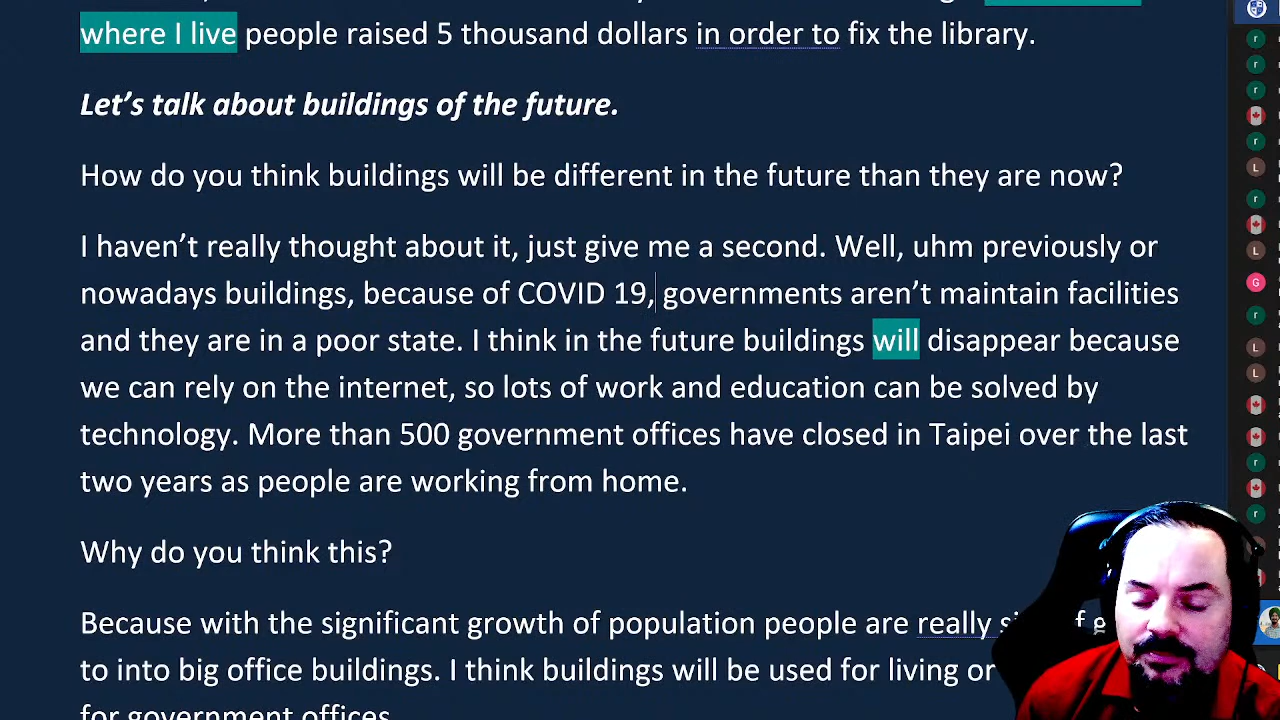 where I live people raised 5 thousand dollars in order to fix the library.
Let's talk about buildings of the future.
How do you think buildings will be different in the future than they are now?
I haven't really thought about it, just give me a second. Well, uhm previously or
nowadays buildings, because of COVID 19, governments aren't maintain facilities
and they are in a poor state. I think in the future buildings will disappear because
we can rely on the internet, so lots of work and education can be solved by
technology. More than 500 government offices have closed in Taipei over the last
two years as people are working from home.
Why do you think this?
Because with the significant growth of population people are really
to into big office buildings. I think buildings will be used for living or
for government offices
r
r
r
r
L
r
L
G
r
L
L
r
r